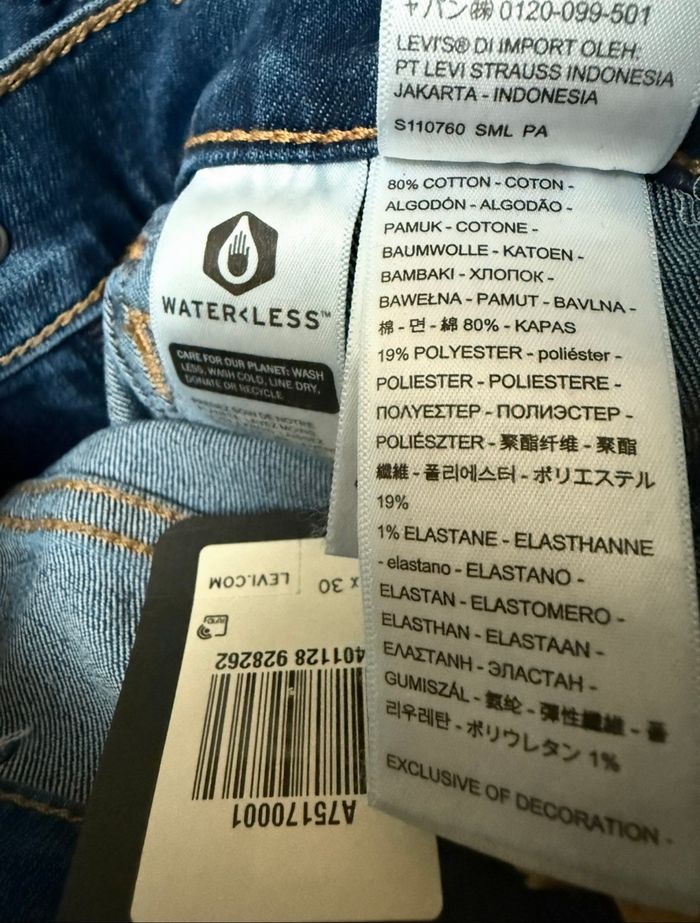 ャパン㈱ 0120-099-501
LEVI'S® DI IMPORT OLEH:
PT LEVI STRAUSS INDONESIA
JAKARTA - INDONESIA
S110760 SML PA
80% COTTON - COTON -
ALGODÓN - ALGODÃO -
PAMUK - COTONE -
BAUMWOLLE - KATOEN -
ΒΑΜΒΑΚΙ - ХЛОПОК -
BAWEŁNA - PAMUT - BAVLNA -
棉 - 면 - 綿 80% - KAPAS
19% POLYESTER - poliéster -
POLIESTER - POLIESTERE -
ΠΟΛΥΕΣΤΕΡ - ПОЛИЭСТЕР -
POLIÉSZTER - 聚酯纤维 - 聚酯
纖維 - 폴리에스터 - ポリエステル
19%
1% ELASTANE - ELASTHANNE
- elastano - ELASTANO -
ELASTAN - ELASTOMERO -
ELASTHAN - ELASTAAN -
ΕΛΑΣΤΑΝΗ - ЭЛАСТАН -
GUMISZÁL - 氨纶 - 彈性纖維 - 폴
리우레탄 - ポリウレタン 1%
EXCLUSIVE OF DECORATION -
WATER<LESS™
CARE FOR OUR PLANET: WASH
LESS, WASH COLD, LINE DRY,
DONATE OR RECYCLE
PRENEZ SOIN DE NOTRE
x 30
LEVI.COM
401128 928262
A75170001